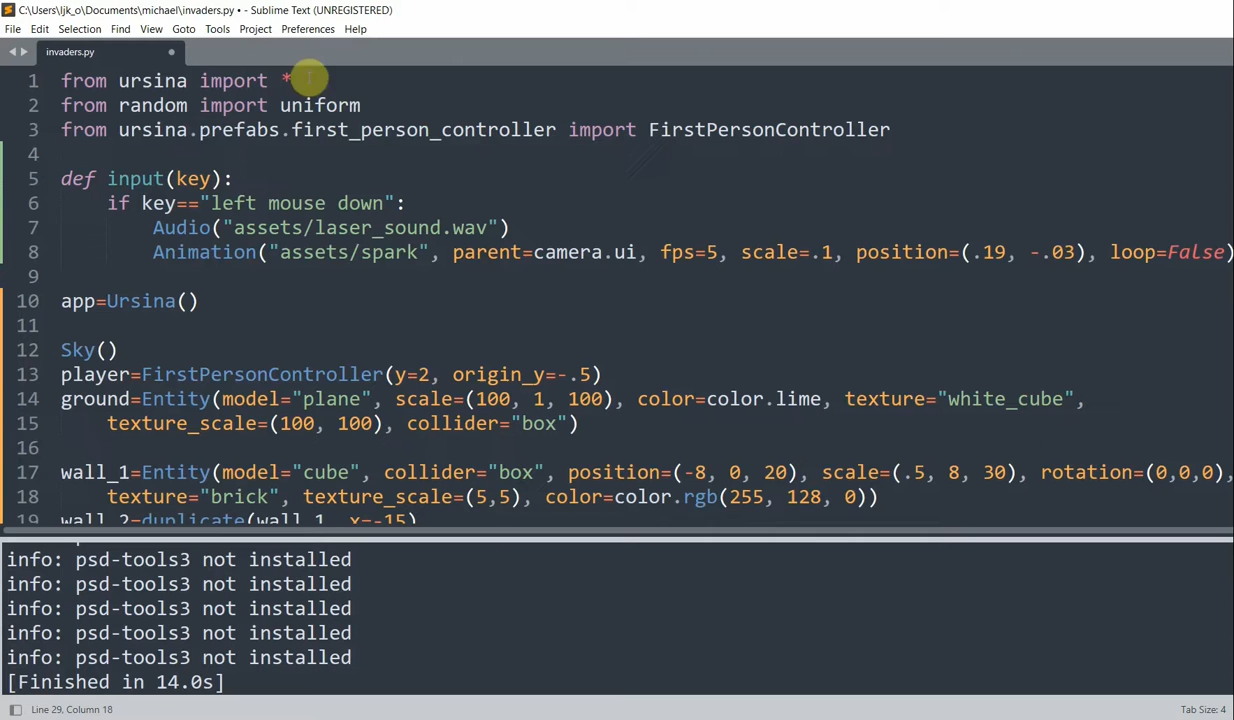 C:\Users\ljk_o\Documents\michael\invaders.py • - Sublime Text (UNREGISTERED)
File Edit Selection Find View Goto Tools Project Preferences Help
invaders.py
1 from ursina import *
2 from random import uniform
3 from ursina.prefabs.first_person_controller import FirstPersonController
4
5 def input(key):
6 if key=="left mouse down":
7 Audio("assets/laser_sound.wav")
8 Animation("assets/spark", parent=camera.ui, fps=5, scale=.1, position=(.19, -.03), loop=False)
9
10 app=Ursina()
11
12 Sky()
13 player=FirstPersonController(y=2, origin_y=-.5)
14 ground=Entity(model="plane", scale=(100, 1, 100), color=color.lime, texture="white_cube",
15 texture_scale=(100, 100), collider="box")
16
17 wall_1=Entity(model="cube", collider="box", position=(-8, 0, 20), scale=(.5, 8, 30), rotation=(0,0,0),
18 texture="brick", texture_scale=(5,5), color=color.rgb(255, 128, 0))
19 wall_2=duplicate(wall_1, x=-15)
info: psd-tools3 not installed
info: psd-tools3 not installed
info: psd-tools3 not installed
info: psd-tools3 not installed
info: psd-tools3 not installed
[Finished in 14.0s]
Line 29, Column 18
Tab Size: 4